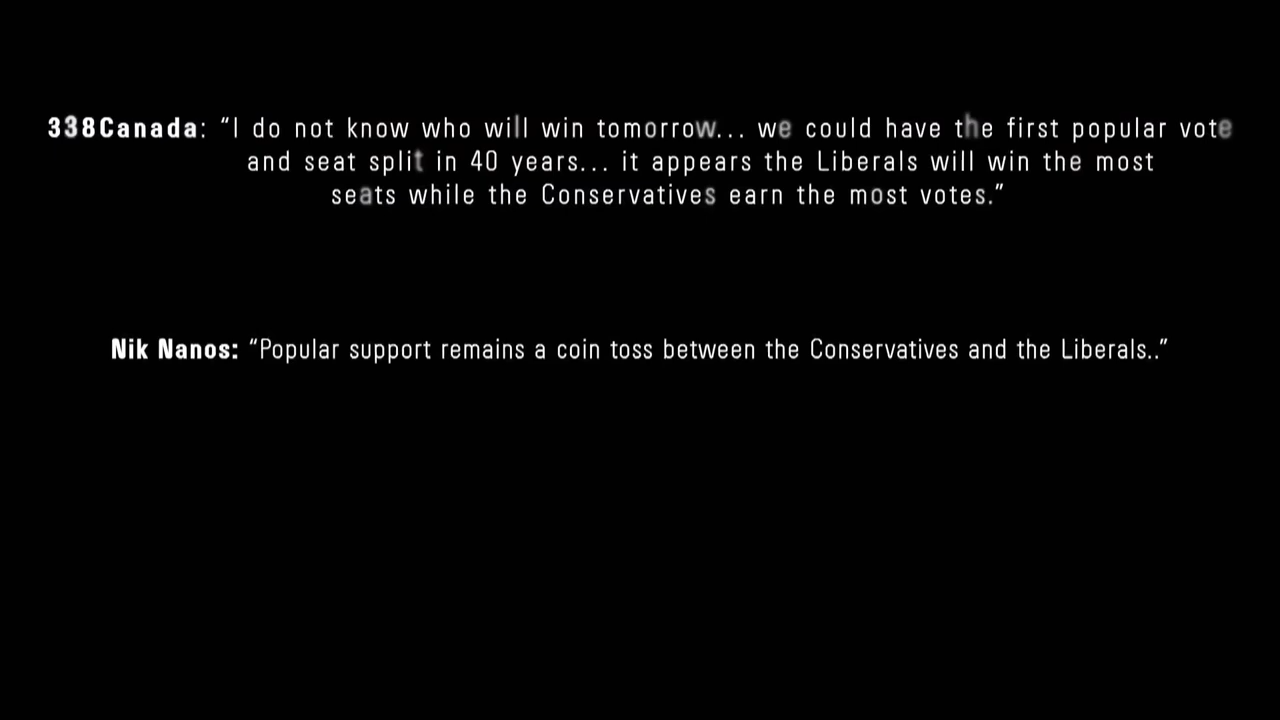 338Canada: “I do not know who will win tomorrow... we could have the first popular vote
and seat split in 40 years... it appears the Liberals will win the most
seats while the Conservatives earn the most votes.”
Nik Nanos: “Popular support remains a coin toss between the Conservatives and the Liberals..”